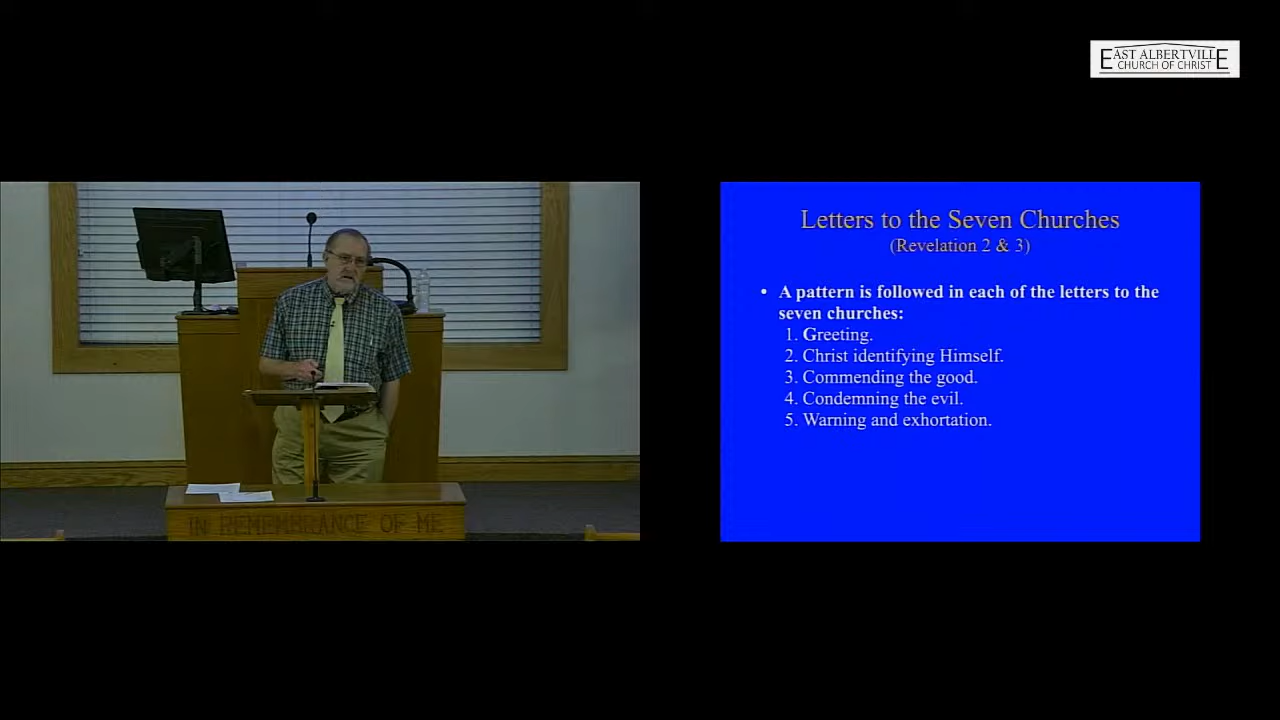 EAST ALBERTVILLE
CHURCH OF CHRIST
Letters to the Seven Churches
(Revelation 2 & 3)
• A pattern is followed in each of the letters to the
seven churches:
1. Greeting.
2. Christ identifying Himself.
3. Commending the good.
4. Condemning the evil.
5. Warning and exhortation.
IN REMEMBRANCE OF ME